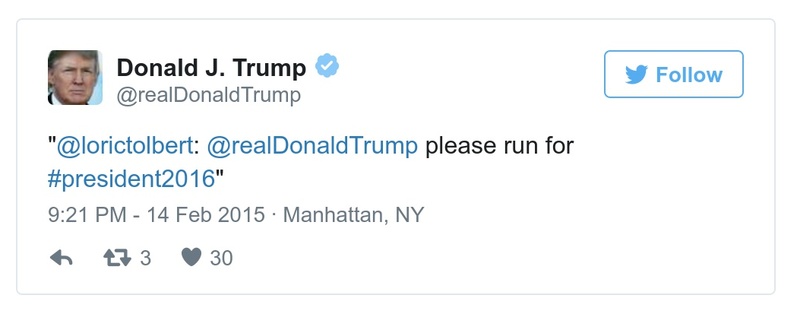 Donald J. Trump
@realDonaldTrump
Follow
"@lorictolbert: @realDonaldTrump please run for
#president2016"
9:21 PM - 14 Feb 2015 · Manhattan, NY
3 30